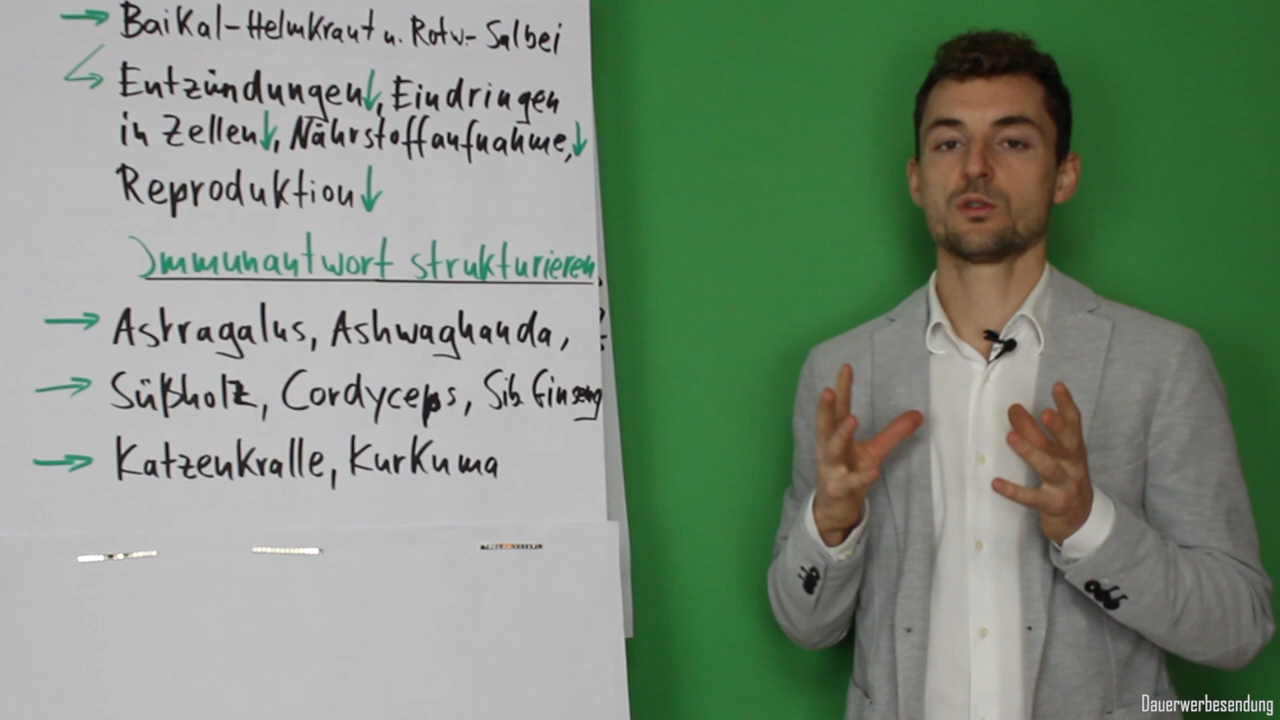 → Baikal-Helmkraut u. Rotw-Salbei
↳ Entzündungen↓, Eindringen
in Zellen↓, Nährstoffaufnahme,↓
Reproduktion↓
Immunantwort strukturieren
→ Astragalus, Ashwaghanda,
→ Süßholz, Cordyceps, Sib. Ginseng
→ Katzenkralle, Kurkuma
Dauerwerbesendung